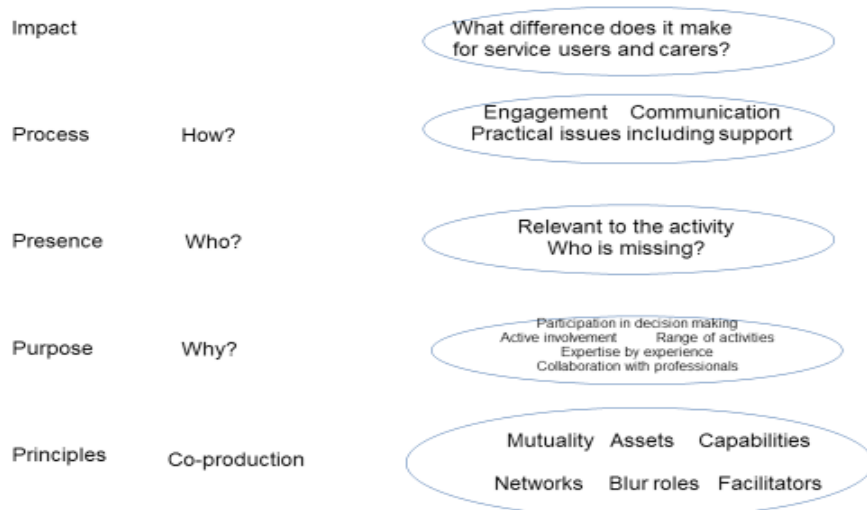 Impact
What difference does it make
for service users and carers?
Process How?
Engagement Communication
Practical issues including support
Presence Who?
Relevant to the activity
Who is missing?
Purpose Why?
Participation in decision making
Active involvement Range of activities
Expertise by experience
Collaboration with professionals
Principles Co-production
Mutuality Assets Capabilities
Networks Blur roles Facilitators